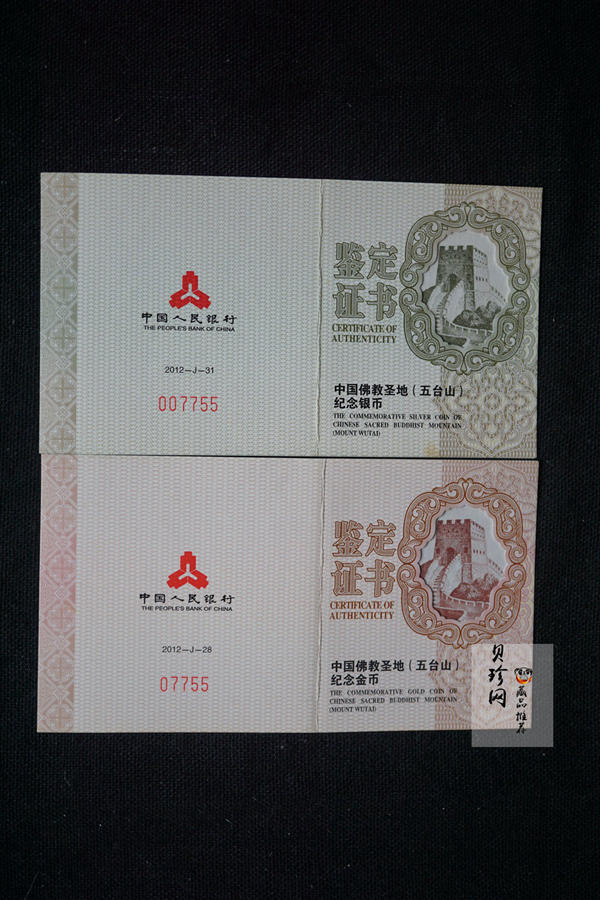 中国人民银行
THE PEOPLE'S BANK OF CHINA
2012—J—31
007755
鉴定
证书
CERTIFICATE OF
AUTHENTICITY
中国佛教圣地（五台山）
纪念银币
THE COMMEMORATIVE SILVER COIN OF
CHINESE SACRED BUDDHIST MOUNTAIN
(MOUNT WUTAI)
中国人民银行
THE PEOPLE'S BANK OF CHINA
2012—J—28
07755
鉴定
证书
CERTIFICATE OF
AUTHENTICITY
中国佛教圣地（五台山）
纪念金币
THE COMMEMORATIVE GOLD COIN OF
CHINESE SACRED BUDDHIST MOUNTAIN
(MOUNT WUTAI)
贝珍网
藏品推荐